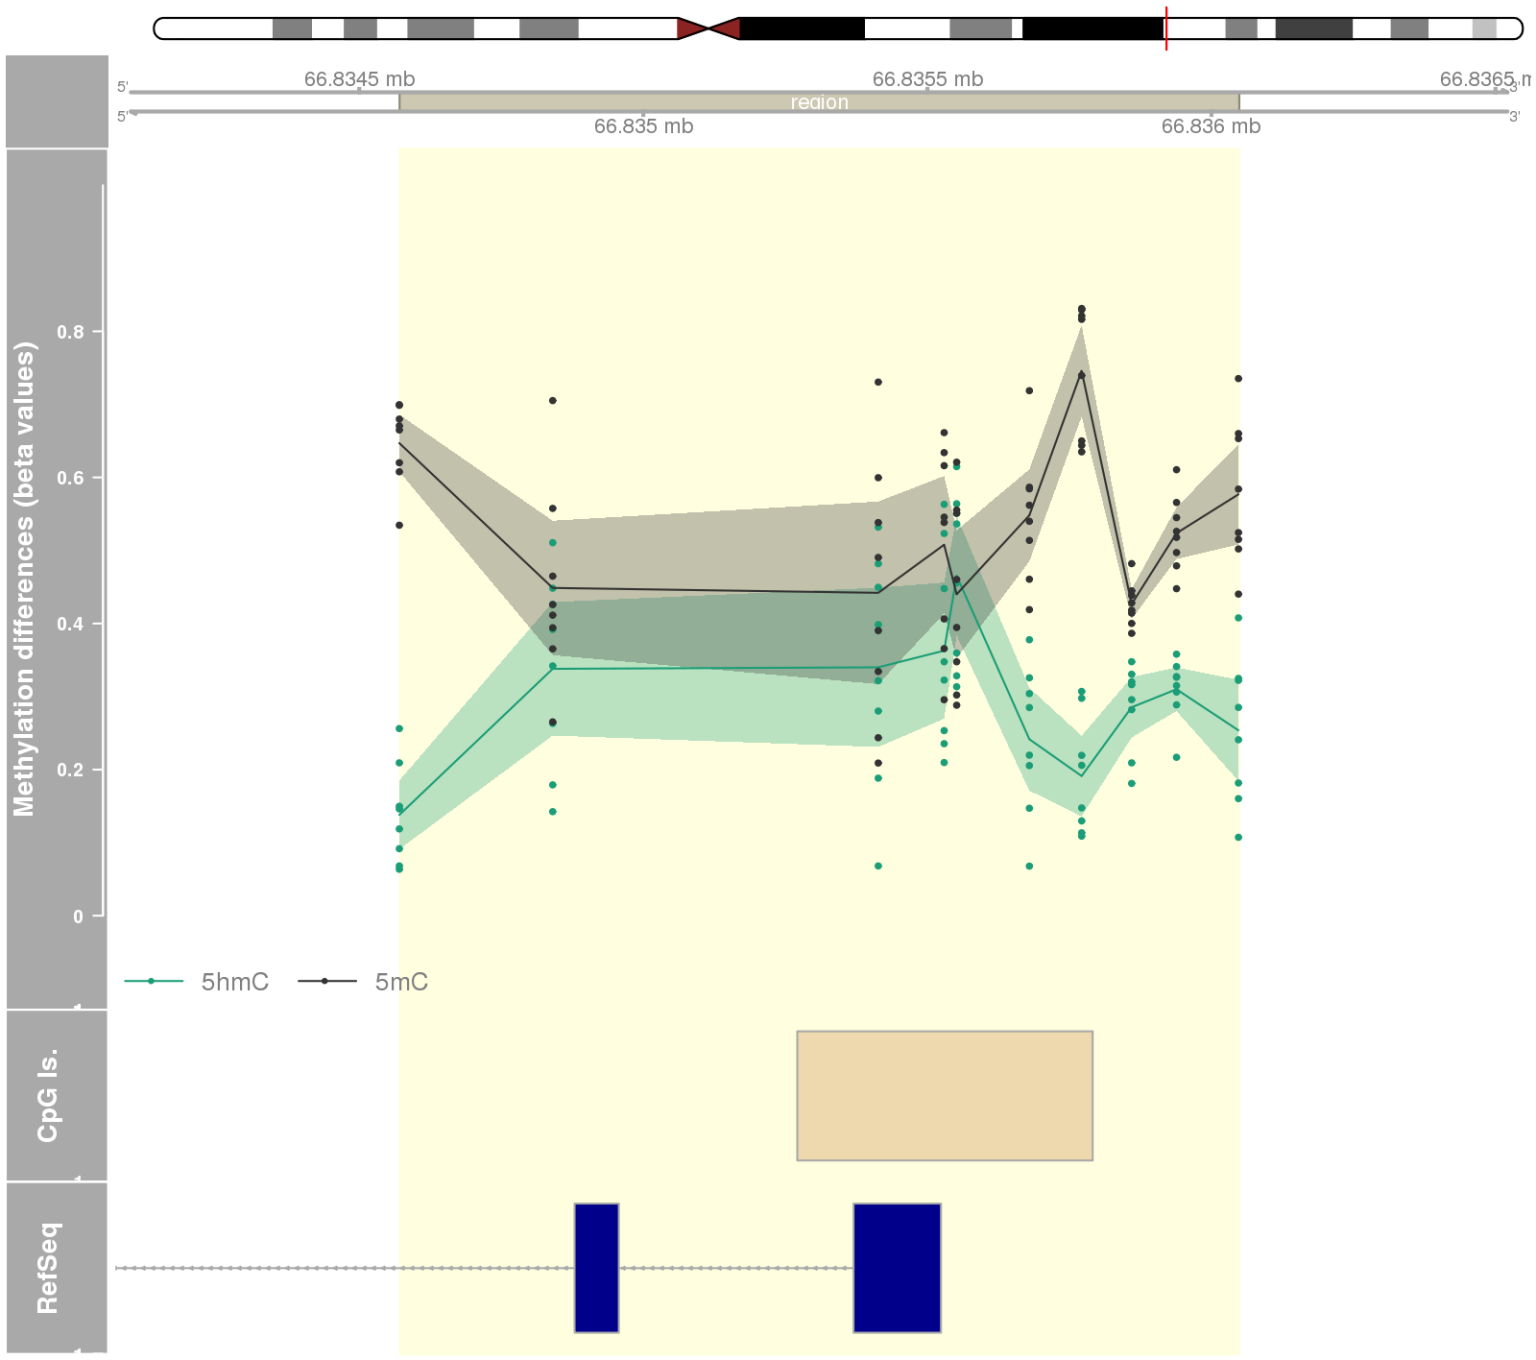 66.8345 mb
66.8355 mb
66.8365 m
5'
3'
region
5'
3'
66.835 mb
66.836 mb
Methylation differences (beta values)
0.8
0.6
0.4
0.2
0
5hmC
5mC
CpG Is.
RefSeq